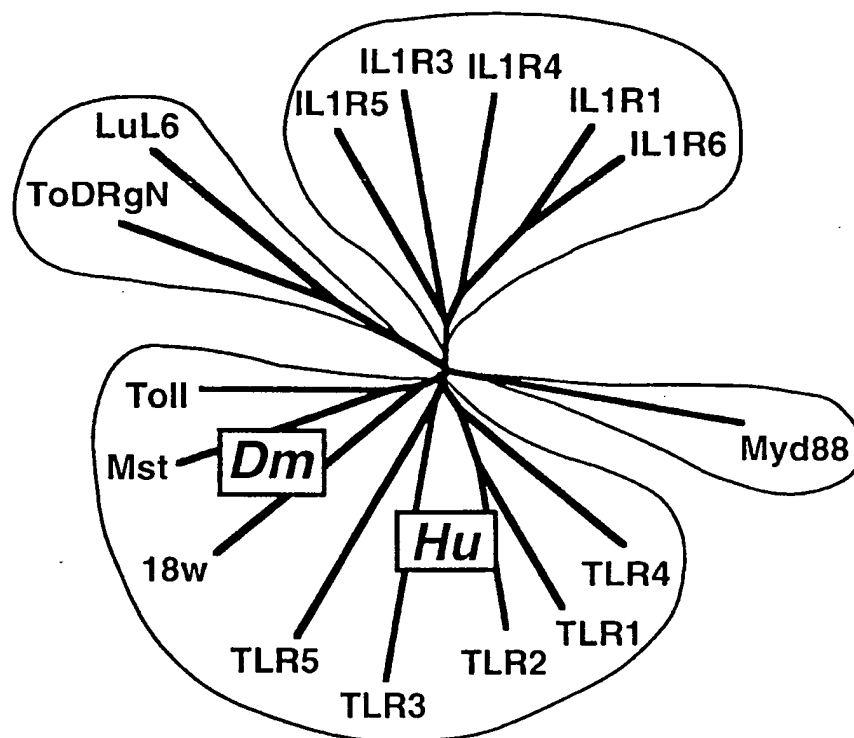 IL1R3
IL1R4
IL1R5
IL1R1
LuL6
IL1R6
ToDRgN
Toll
Myd88
Mst
Dm
Hu
18w
TLR4
TLR1
TLR5
TLR2
TLR3